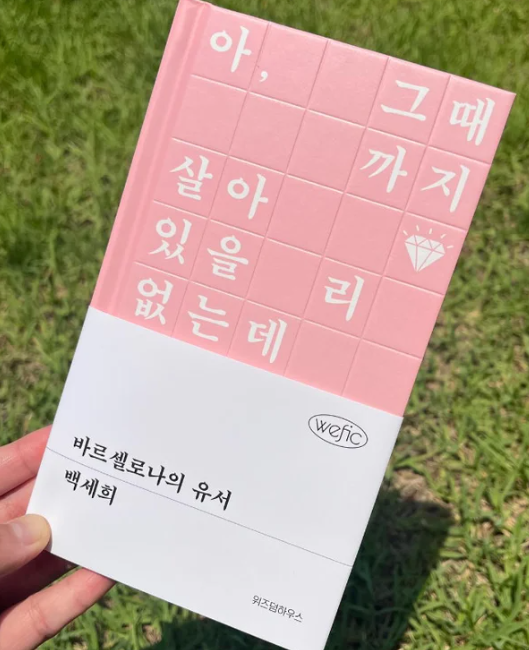 아, 그때
까지
살아
있을 리
없는데
wefic
바르셀로나의 유서
백세희
위즈덤하우스